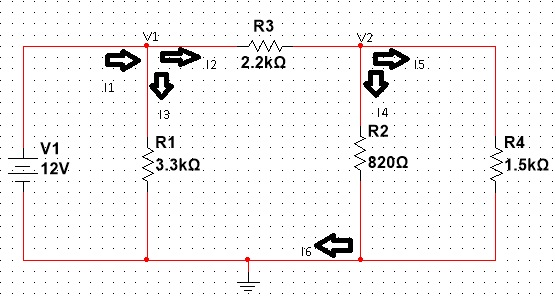 R3
V1
V2
2.2kΩ
I2
I5
I1
I3
I4
R1
3.3kΩ
R2
820Ω
R4
1.5kΩ
V1
12V
I6